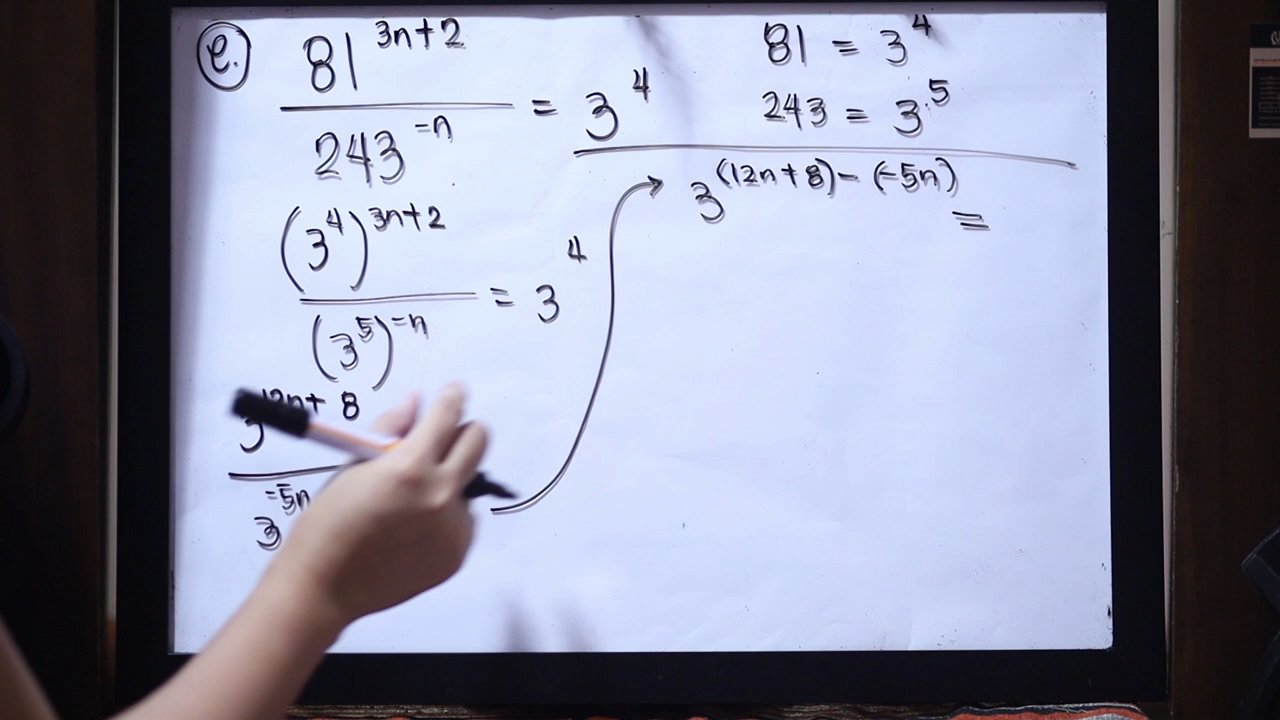 e.
81^(3n+2) / 243^(-n) = 3^4
(3^4)^(3n+2) / (3^5)^(-n) = 3^4
3^(12n+8)
3^(-5n)
81 = 3^4
243 = 3^5
3^((12n+8)-(-5n)) =